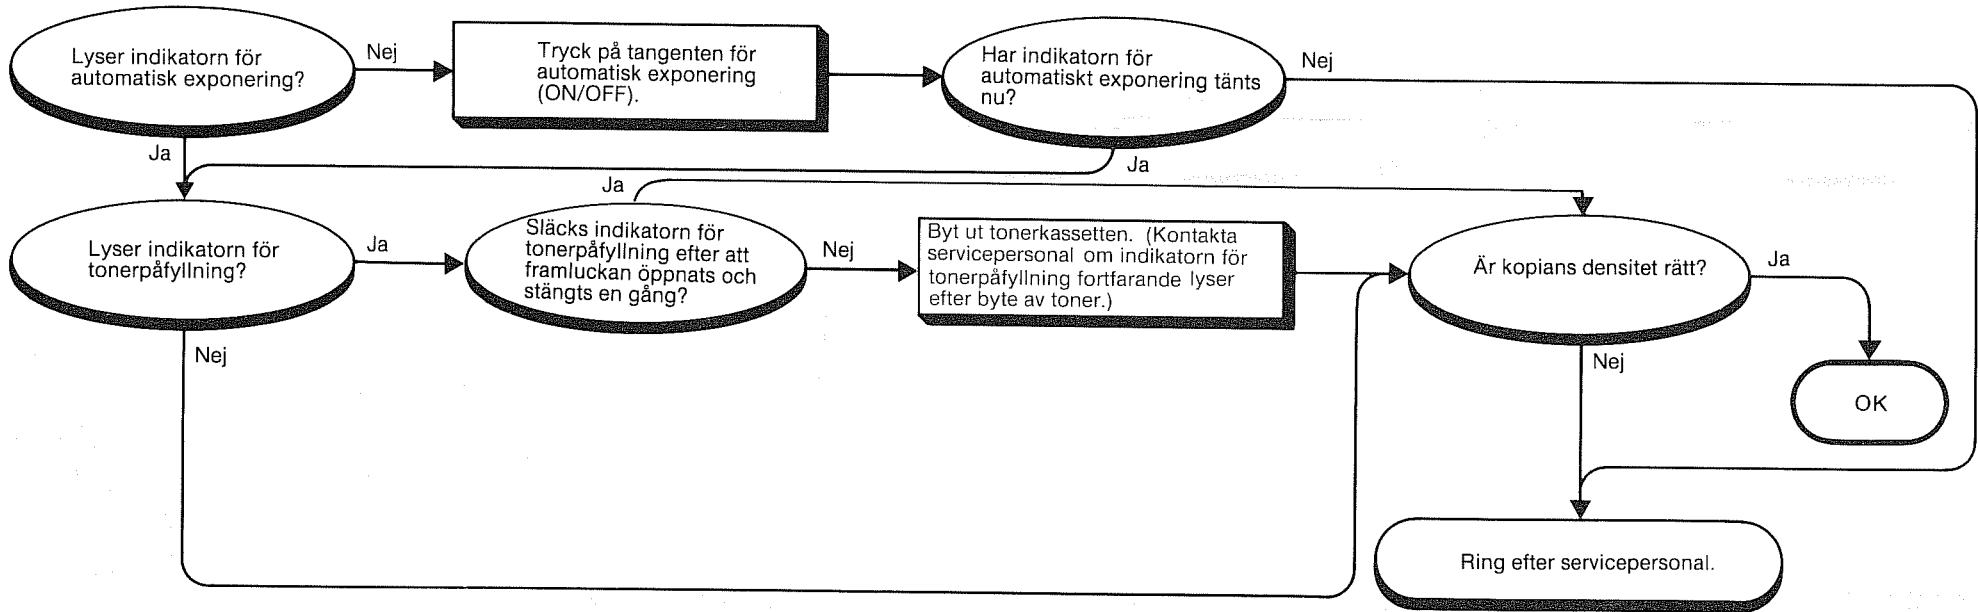 Lyser indikatorn för
automatisk exponering?
Nej
Tryck på tangenten för
automatisk exponering
(ON/OFF).
Har indikatorn för
automatiskt exponering tänts
nu?
Nej
Ja
Ja
Lyser indikatorn för
tonerpåfyllning?
Ja
Nej
Ja
Släcks indikatorn för
tonerpåfyllning efter att
framluckan öppnats och
stängts en gång?
Nej
Byt ut tonerkassetten. (Kontakta
servicepersonal om indikatorn för
tonerpåfyllning fortfarande lyser
efter byte av toner.)
Är kopians densitet rätt?
Ja
Nej
OK
Ring efter servicepersonal.